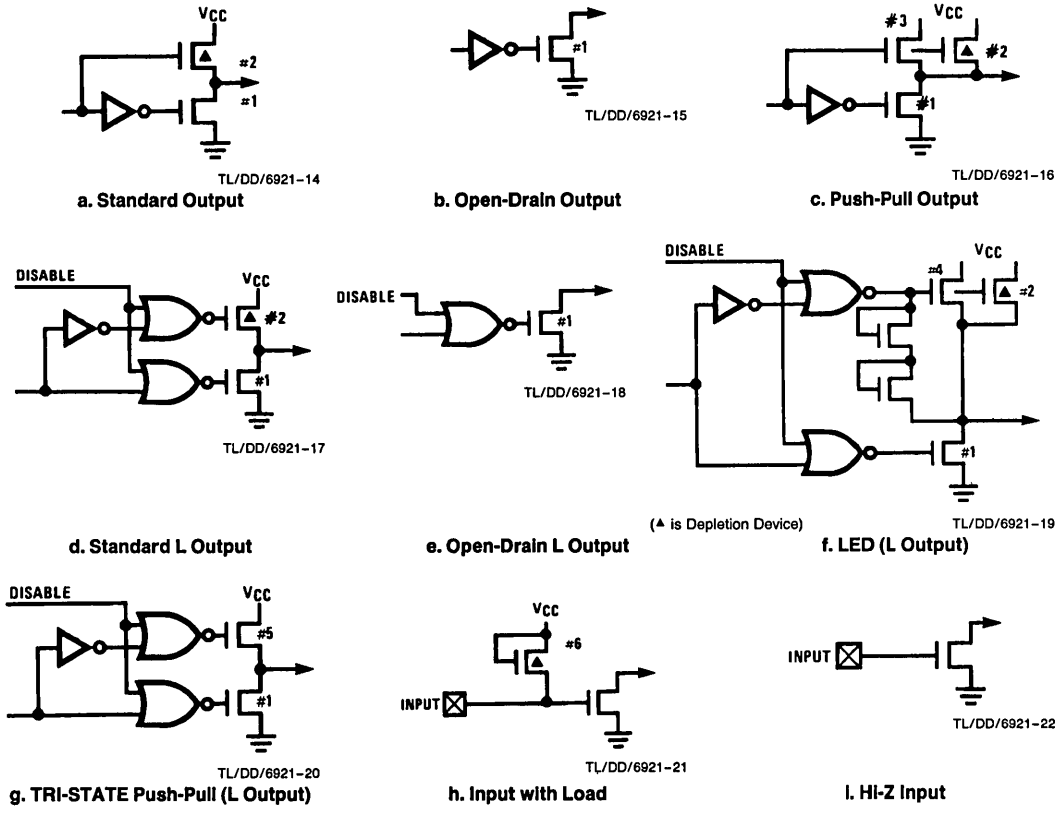 VCC
#2
#1
TL/DD/6921–14
a. Standard Output
#1
TL/DD/6921–15
b. Open-Drain Output
#3
VCC
#2
#1
TL/DD/6921–16
c. Push-Pull Output
DISABLE
VCC
#2
#1
TL/DD/6921–17
d. Standard L Output
DISABLE
#1
TL/DD/6921–18
e. Open-Drain L Output
DISABLE
VCC
#4
#2
#1
(▲ is Depletion Device)
TL/DD/6921–19
f. LED (L Output)
DISABLE
VCC
#5
#1
TL/DD/6921–20
g. TRI-STATE Push-Pull (L Output)
VCC
#6
INPUT
TL/DD/6921–21
h. Input with Load
INPUT
TL/DD/6921–22
i. Hi-Z Input